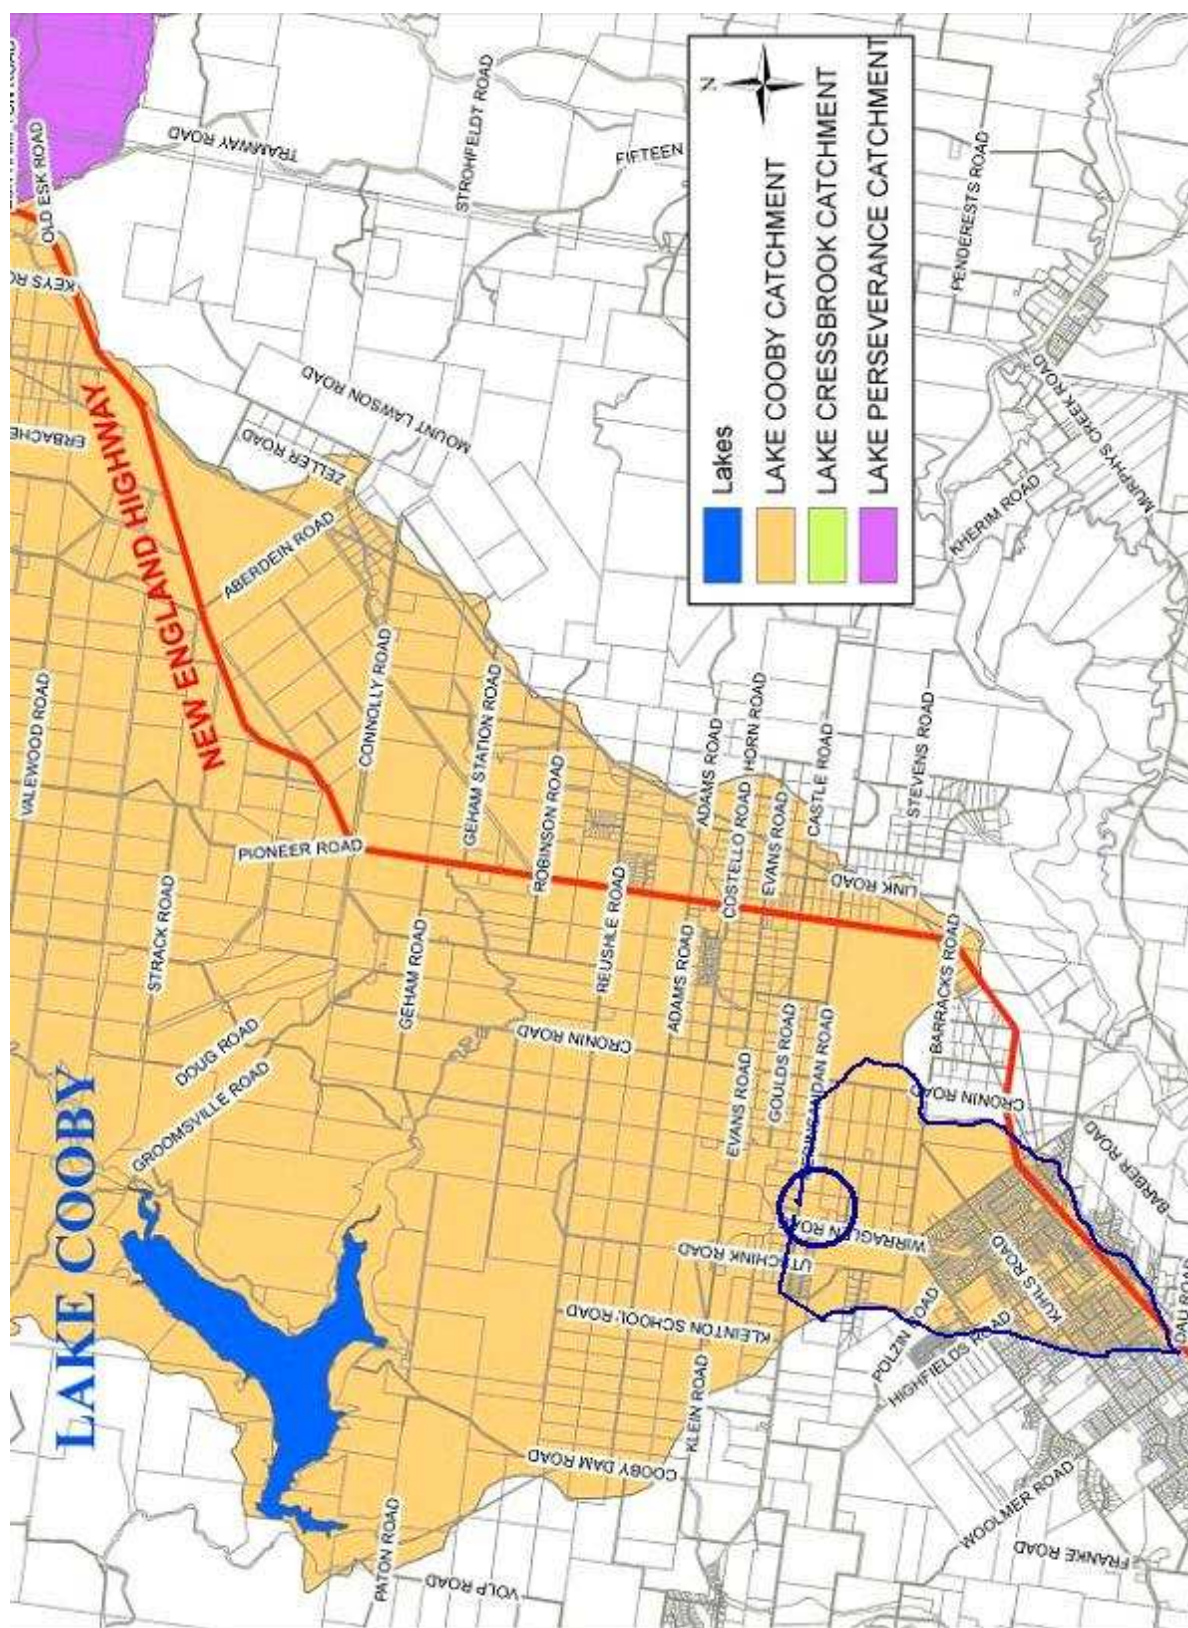 OLD ESK ROAD
TRAMWAY ROAD
STROHFELDT ROAD
FIFTEEN
N
Lakes
LAKE COOBY CATCHMENT
LAKE CRESSBROOK CATCHMENT
LAKE PERSEVERANCE CATCHMENT
PENDERESTS ROAD
MURPHYS CREEK ROAD
KHERIM ROAD
MOUNT LAWSON ROAD
ZELLER ROAD
NEW ENGLAND HIGHWAY
ABERDEIN ROAD
VALEWOOD ROAD
CONNOLLY ROAD
GEHAM STATION ROAD
PIONEER ROAD
ROBINSON ROAD
ADAMS ROAD
HORN ROAD
COSTELLO ROAD
EVANS ROAD
CASTLE ROAD
STEVENS ROAD
LINK ROAD
STRACK ROAD
GEHAM ROAD
REUSHLE ROAD
ADAMS ROAD
BARRACKS ROAD
DOUG ROAD
GROOMSVILLE ROAD
CRONIN ROAD
EVANS ROAD
GOULDS ROAD
CRONIN ROAD
BARBER ROAD
LAKE COOBY
KLEINTON SCHOOL ROAD
KUHLS ROAD
POLZIN ROAD
HIGHFIELDS ROAD
KLEIN ROAD
COOBY DAM ROAD
PATON ROAD
VOLP ROAD
WOOLMER ROAD
FRANKE ROAD